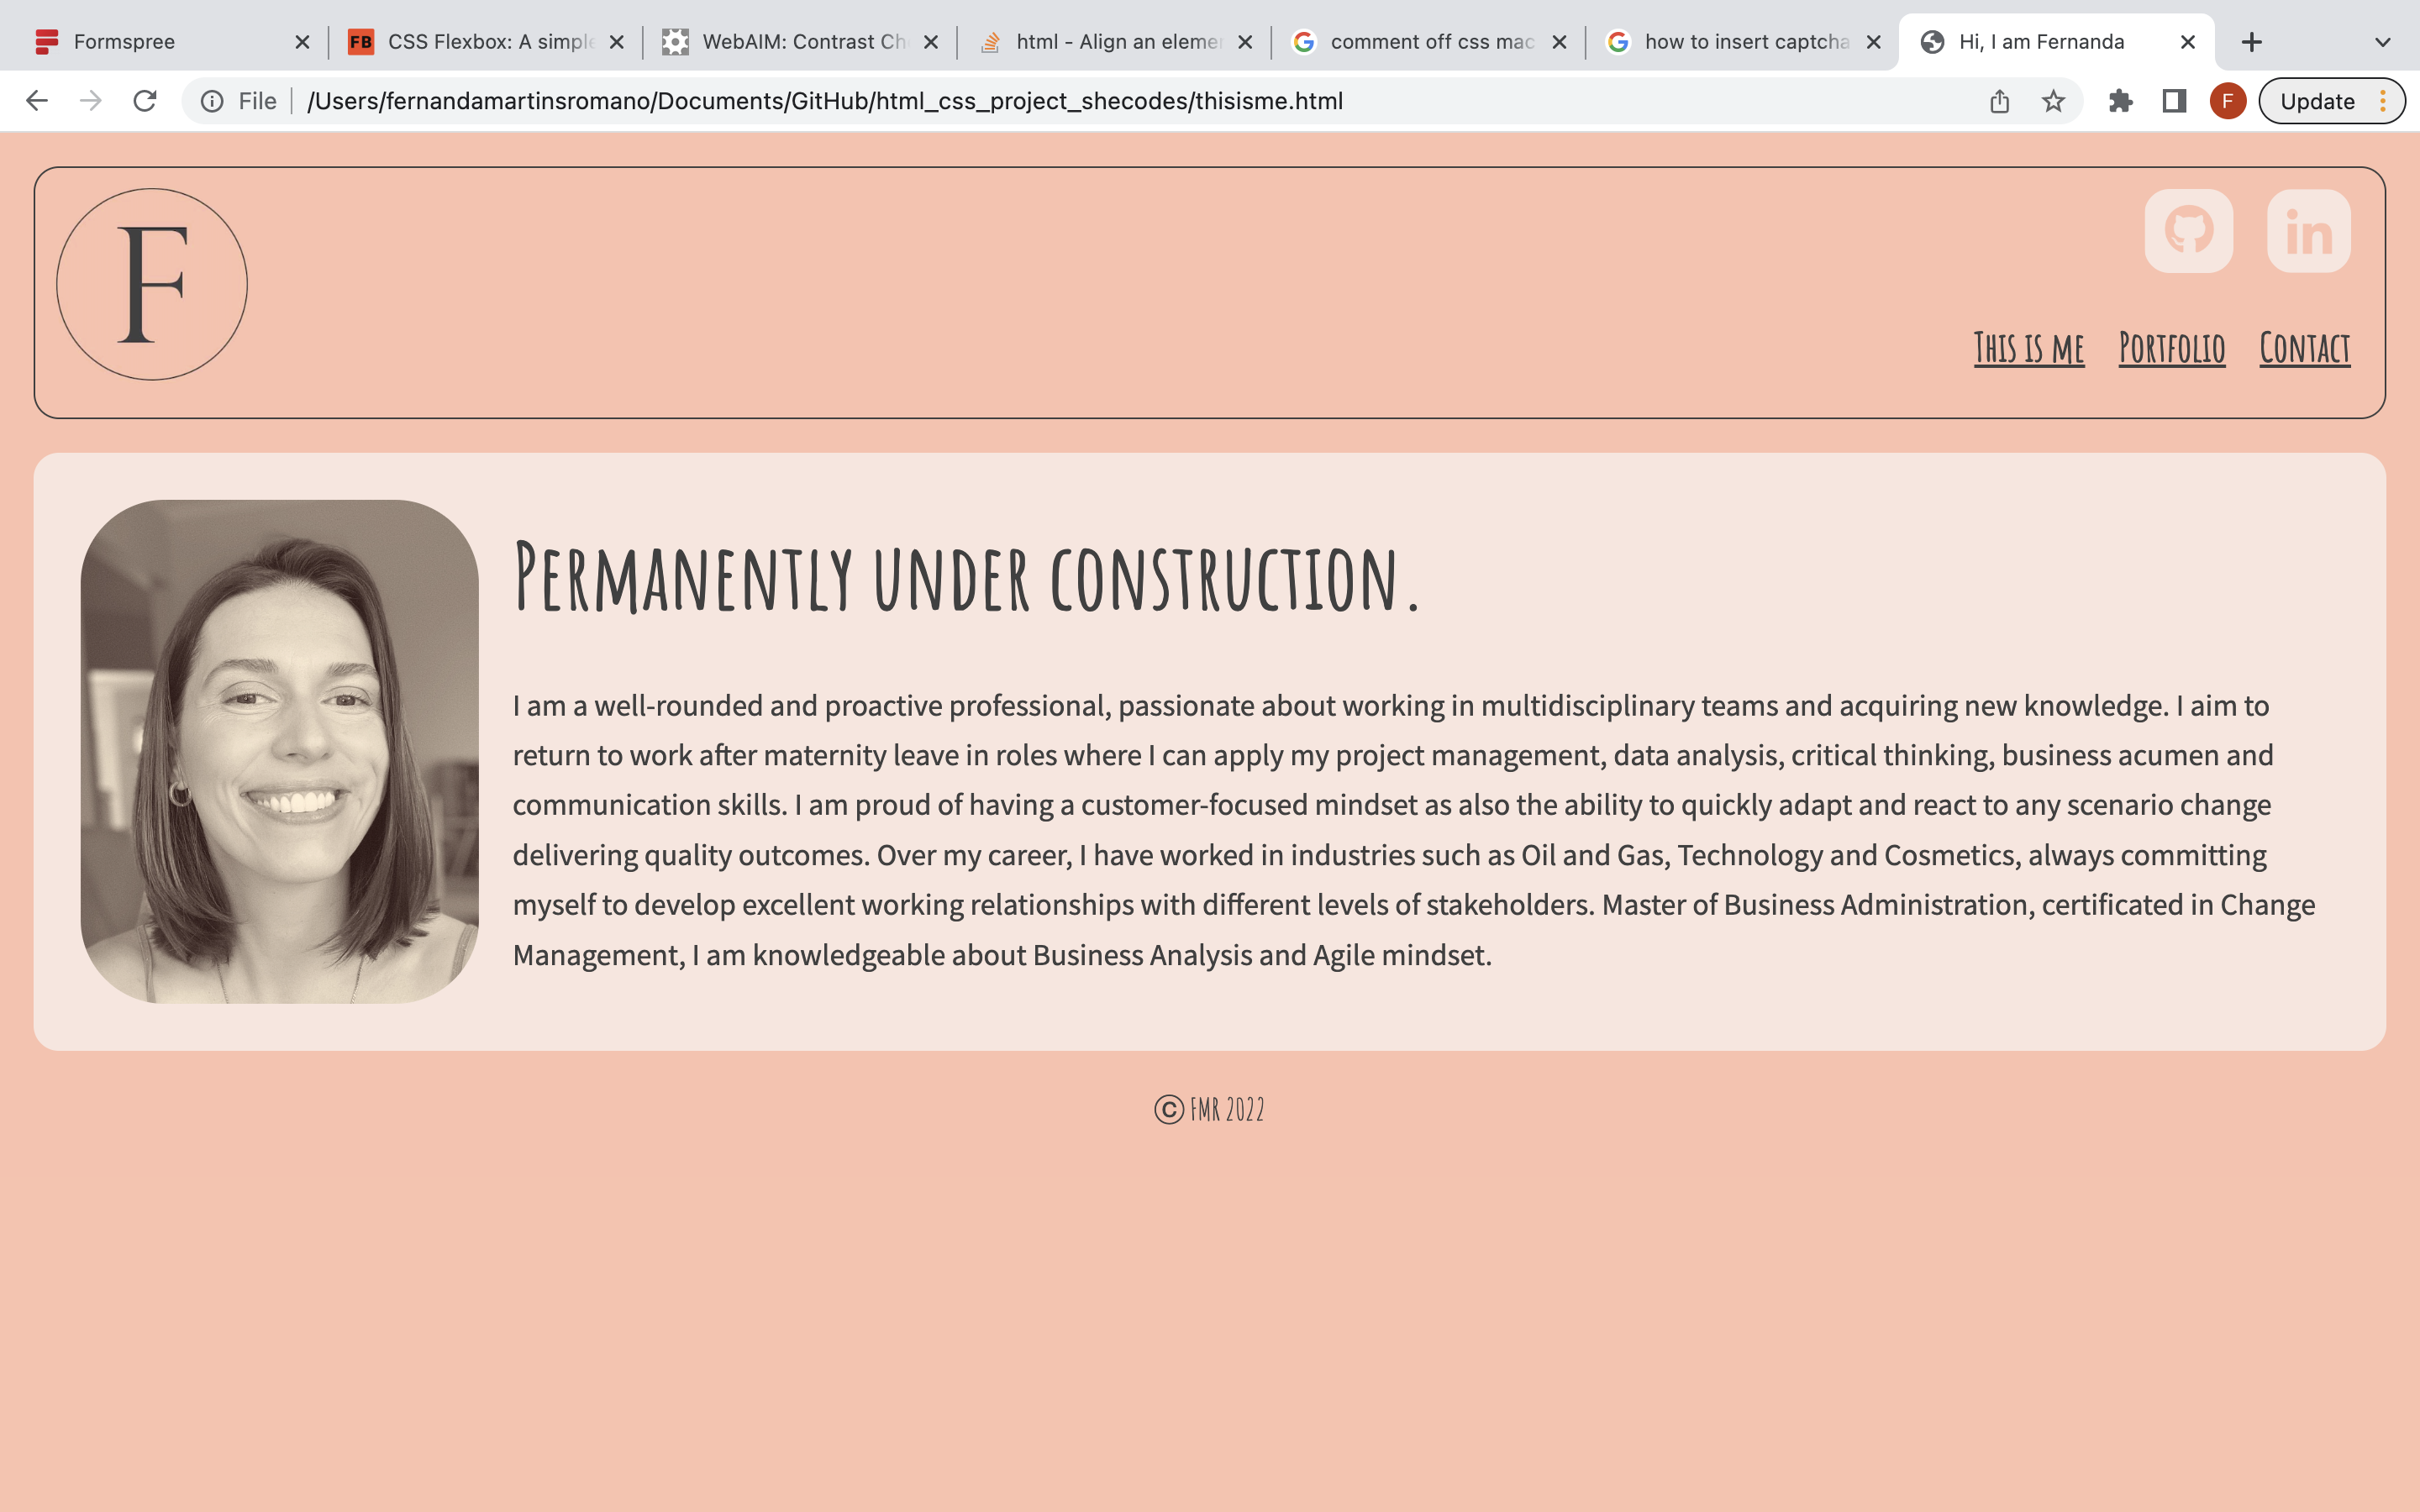 Formspree
CSS Flexbox: A simple
WebAIM: Contrast Ch
html - Align an elemen
comment off css mac
how to insert captcha
Hi, I am Fernanda
File
/Users/fernandamartinsromano/Documents/GitHub/html_css_project_shecodes/thisisme.html
F
Update
F
in
This is me Portfolio Contact
Permanently under construction.
I am a well-rounded and proactive professional, passionate about working in multidisciplinary teams and acquiring new knowledge. I aim to
return to work after maternity leave in roles where I can apply my project management, data analysis, critical thinking, business acumen and
communication skills. I am proud of having a customer-focused mindset as also the ability to quickly adapt and react to any scenario change
delivering quality outcomes. Over my career, I have worked in industries such as Oil and Gas, Technology and Cosmetics, always committing
myself to develop excellent working relationships with different levels of stakeholders. Master of Business Administration, certificated in Change
Management, I am knowledgeable about Business Analysis and Agile mindset.
© FMR 2022